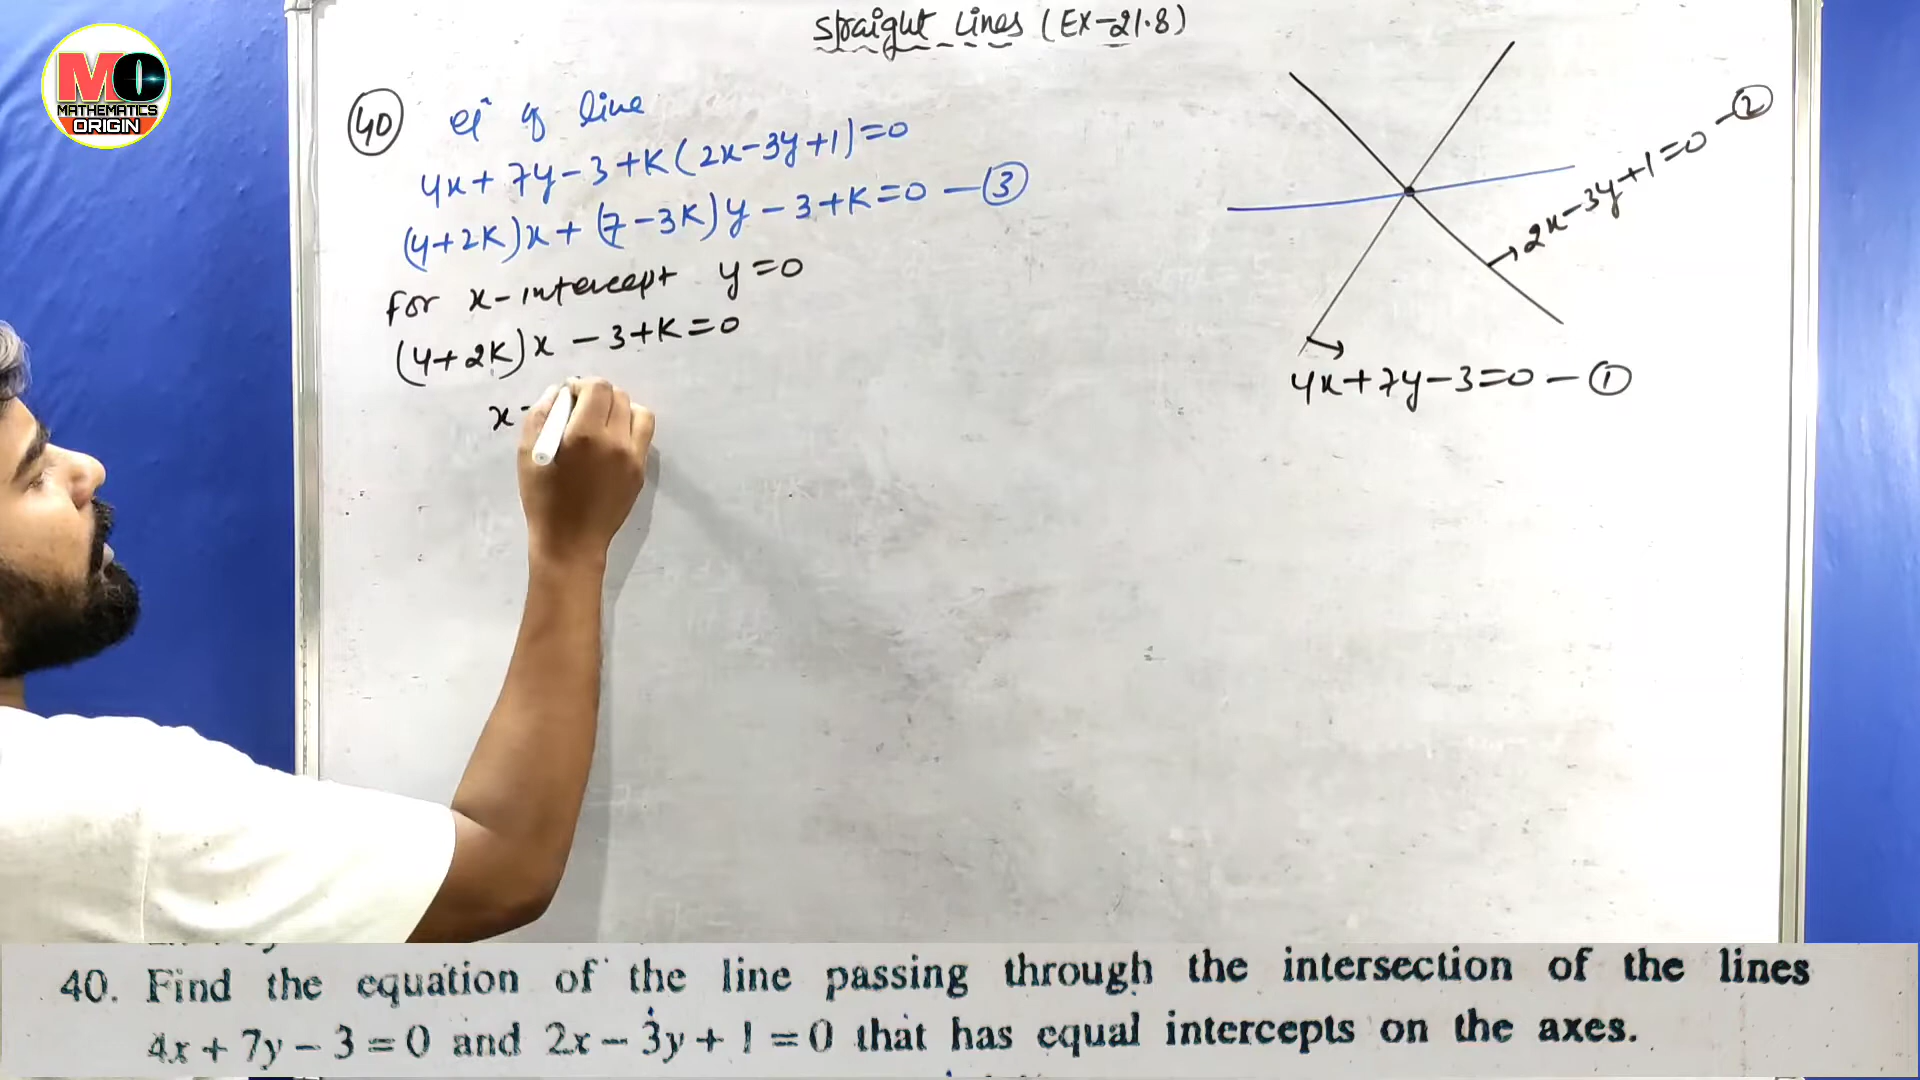 MO
MATHEMATICS
ORIGIN
Straight Lines (EX-21.8)
40 eqⁿ of line
4x+7y-3+K(2x-3y+1)=0
(4+2K)x+(7-3K)y-3+K=0 — 3
For x-intercept y=0
(4+2K)x-3+K=0
x
2x-3y+1=0 — 2
4x+7y-3=0 — 1
40. Find the equation of the line passing through the intersection of the lines
4x + 7y – 3 = 0 and 2x – 3y + 1 = 0 that has equal intercepts on the axes.